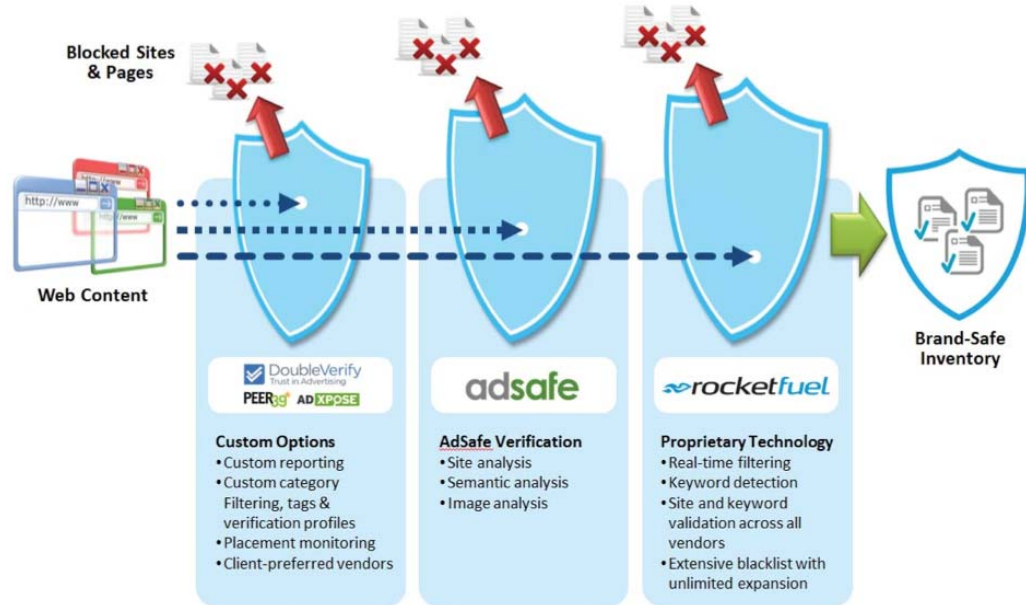 Blocked Sites
& Pages
http://www
http://www
Web Content
DoubleVerify
Trust in Advertising
PEER39
ADXPOSE
Custom Options
• Custom reporting
• Custom category
Filtering, tags &
verification profiles
• Placement monitoring
• Client-preferred vendors
adsafe
AdSafe Verification
• Site analysis
• Semantic analysis
• Image analysis
rocketfuel
Proprietary Technology
• Real-time filtering
• Keyword detection
• Site and keyword
validation across all
vendors
• Extensive blacklist with
unlimited expansion
Brand-Safe
Inventory